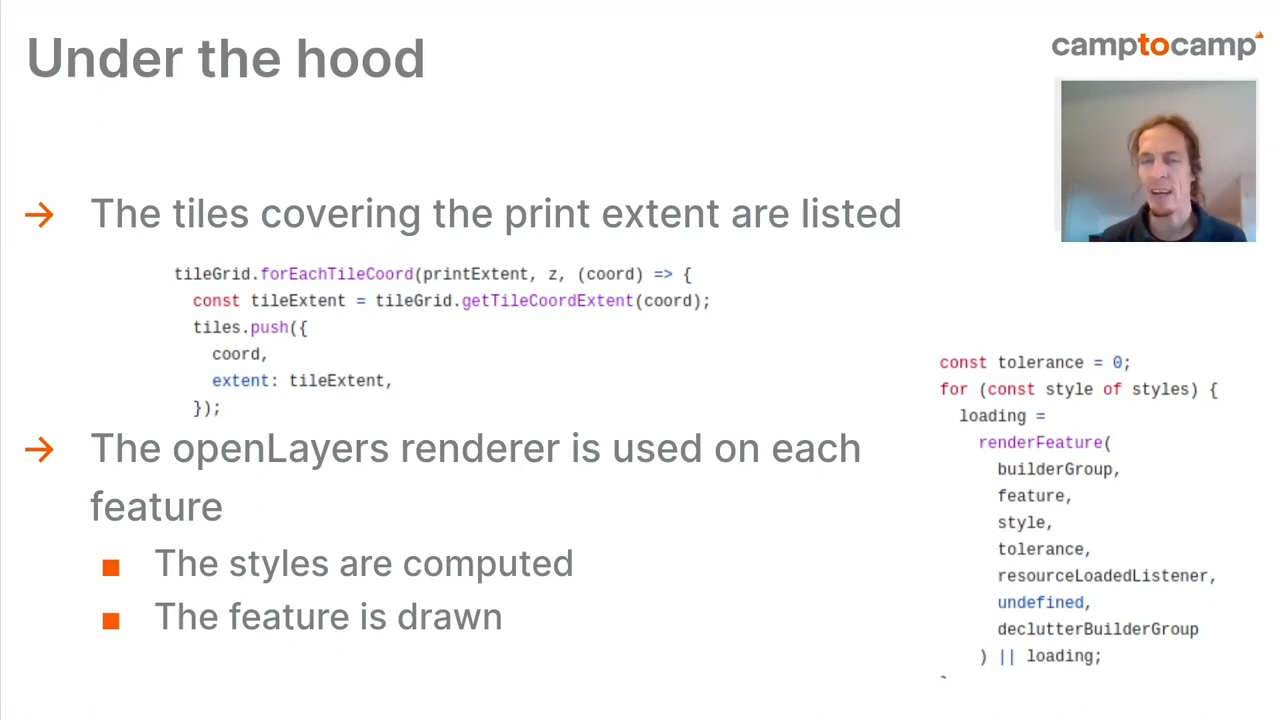 Under the hood
camptocamp
The tiles covering the print extent are listed
tileGrid.forEachTileCoord(printExtent, z, (coord) => {
const tileExtent = tileGrid.getTileCoordExtent(coord);
tiles.push({
coord,
extent: tileExtent,
});
The openLayers renderer is used on each
feature
The styles are computed
The feature is drawn
const tolerance = 0;
for (const style of styles) {
loading =
renderFeature(
builderGroup,
feature,
style,
tolerance,
resourceLoadedListener,
undefined,
declutterBuilderGroup
) || loading;